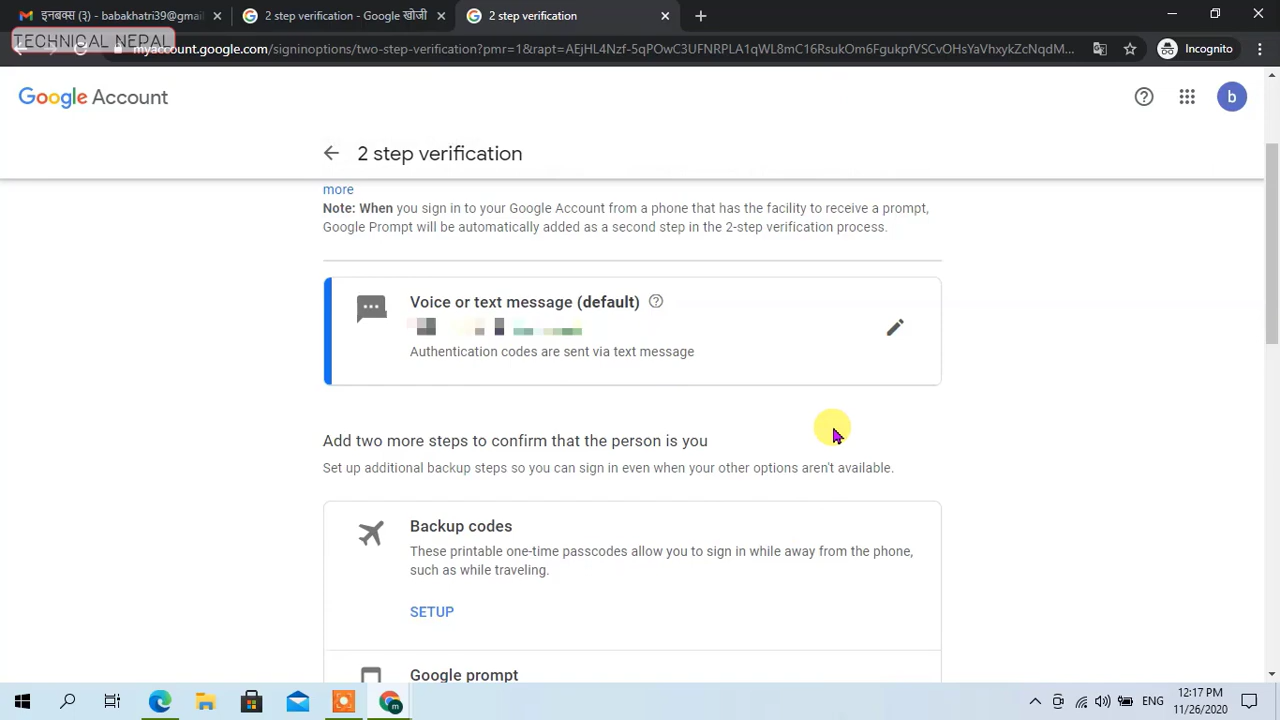 इनबक्स (३) - babakhatri39@gmai
2 step verification - Google खोजी
2 step verification
TECHNICAL NEPAL
myaccount.google.com/signinoptions/two-step-verification?pmr=1&rapt=AEjHL4Nzf-5qPOwC3UFNRPLA1qWL8mC16RsukOm6FgukpfVSCvOHsYaVhxykZcNqdM...
Incognito
Google Account
b
2 step verification
more
Note: When you sign in to your Google Account from a phone that has the facility to receive a prompt,
Google Prompt will be automatically added as a second step in the 2-step verification process.
Voice or text message (default)
Authentication codes are sent via text message
Add two more steps to confirm that the person is you
Set up additional backup steps so you can sign in even when your other options aren't available.
Backup codes
These printable one-time passcodes allow you to sign in while away from the phone,
such as while traveling.
SETUP
Google prompt
ENG
12:17 PM
11/26/2020